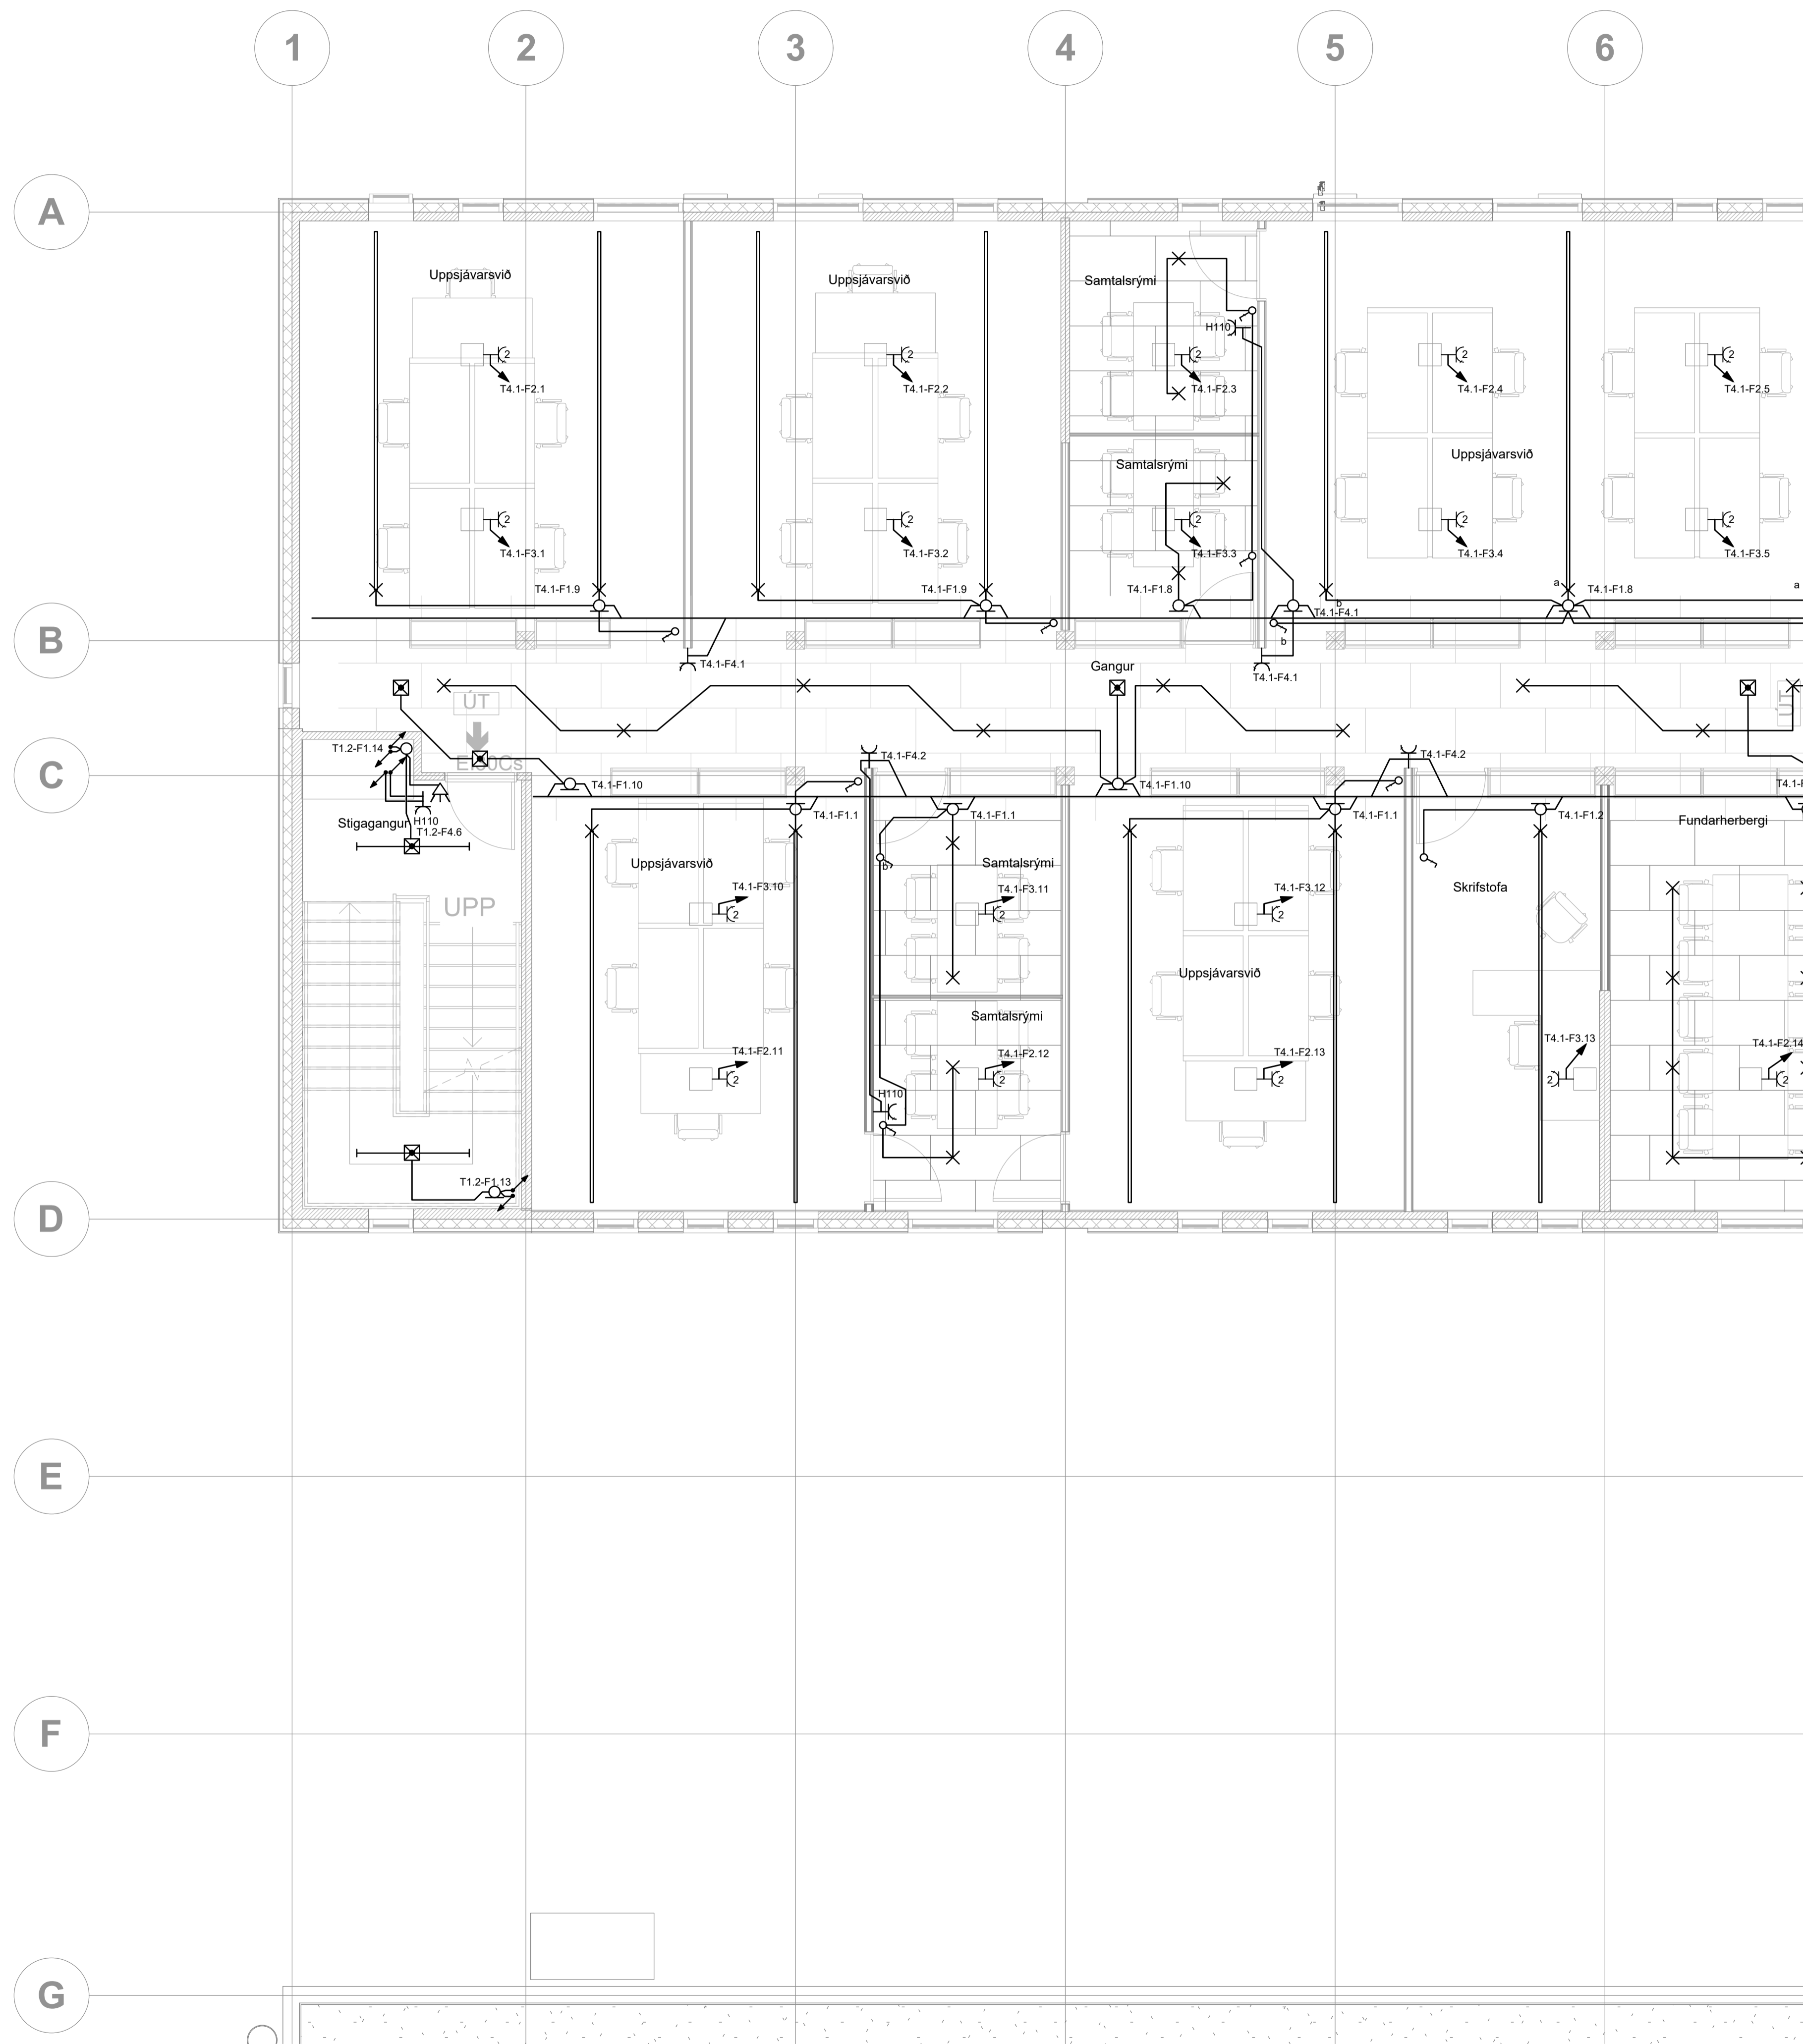 1 2 3 4 5 6
A
Uppsjávarsvið
Uppsjávarsvið
Samtalsrými
H110
2 2 2 2 2
T4.1-F2.1
T4.1-F2.2
T4.1-F2.3
T4.1-F2.4
T4.1-F2.5
Samtalsrými
Uppsjávarsvið
2 2 2 2 2
T4.1-F3.1
T4.1-F3.2
T4.1-F3.3
T4.1-F3.4
T4.1-F3.5
T4.1-F1.9
T4.1-F1.9
T4.1-F1.8
a
T4.1-F1.8
a
b
T4.1-F4.1
B
b
T4.1-F4.1
Gangur
T4.1-F4.1
ÚT
ÚT
T1.2-F1.14
EI60Cs
T4.1-F4.2
T4.1-F4.2
C
T4.1-F1.10
T4.1-F1.10
H110
T4.1-F1.1
T4.1-F1.1
T4.1-F1.1
T4.1-F1.2
Stigagangur
T1.2-F4.6
Fundarherbergi
Uppsjávarsvið
b
Samtalsrými
Skrifstofa
T4.1-F3.10
T4.1-F3.11
T4.1-F3.12
UPP
2 2 2
Uppsjávarsvið
Samtalsrými
T4.1-F2.11
T4.1-F2.12
T4.1-F2.13
T4.1-F3.13
T4.1-F2.14
2 2 2 2 2
H110
T1.2-F1.13
D
E
F
G